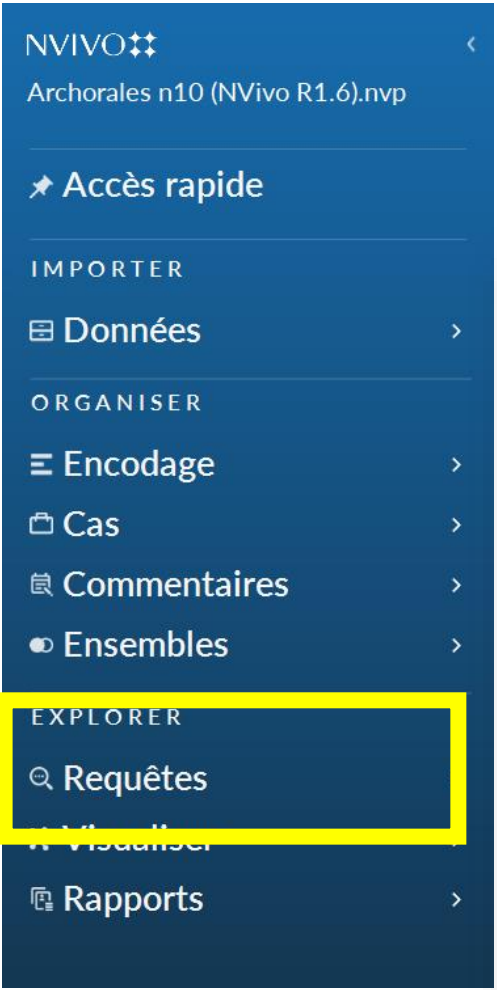 NVIVO
Archorales n10 (NVivo R1.6).nvp
Accès rapide
IMPORTER
Données
ORGANISER
Encodage
Cas
Commentaires
Ensembles
EXPLORER
Requêtes
Visualiser
Rapports